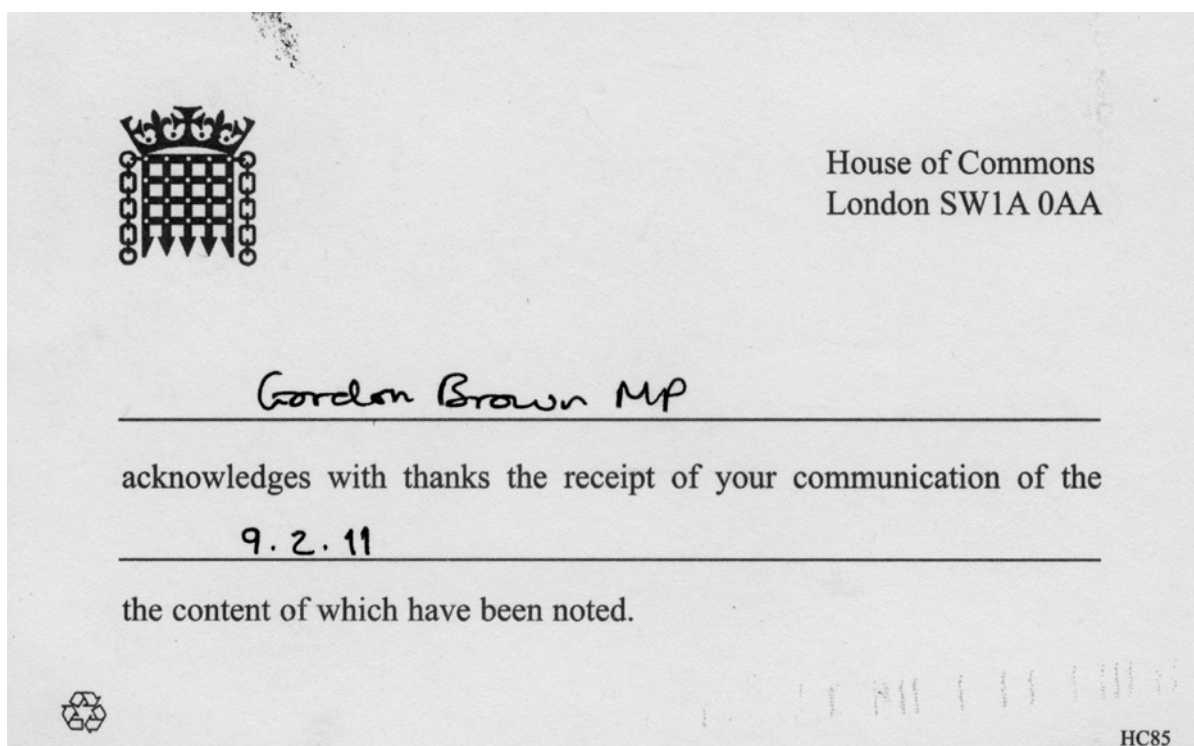 House of Commons
London SW1A 0AA
Gordon Brown MP
acknowledges with thanks the receipt of your communication of the
9.2.11
the content of which have been noted.
HC85